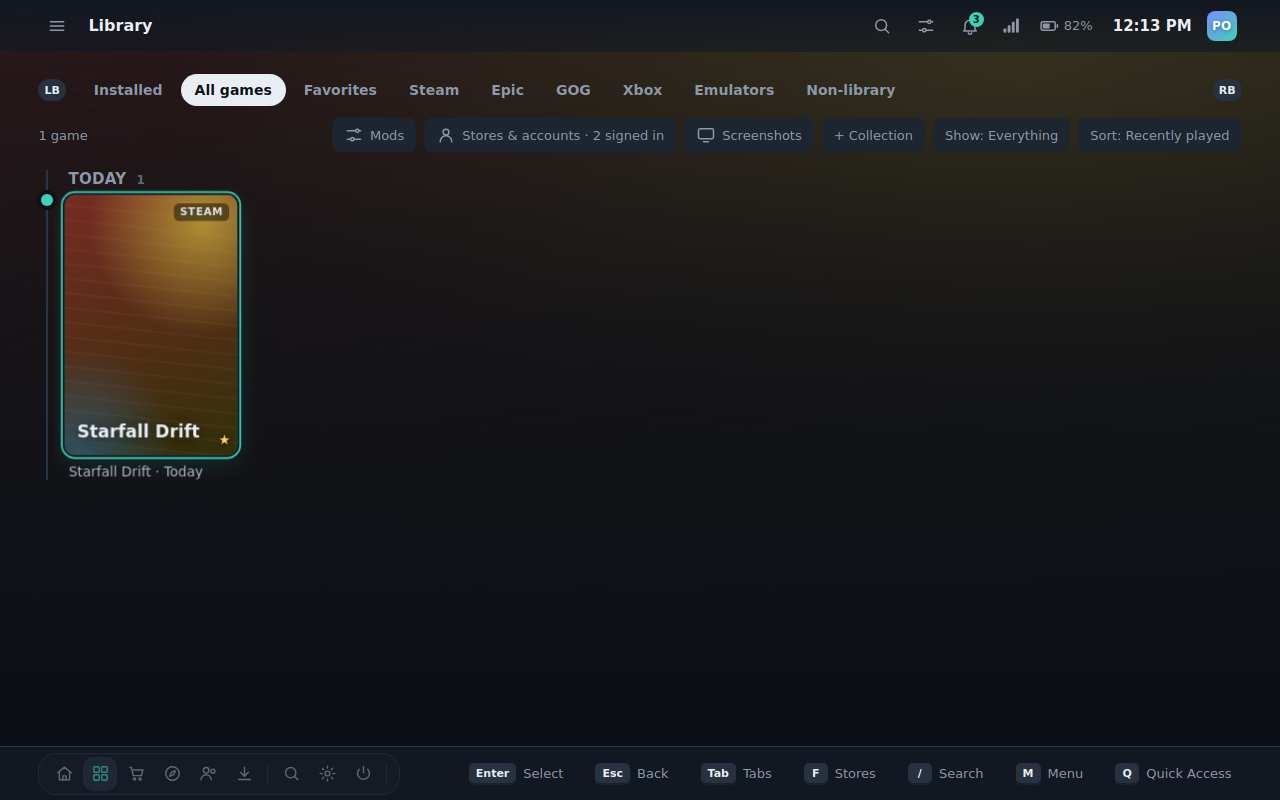 Library
3
82%
12:13 PM
PO
LB
Installed
All games
Favorites
Steam
Epic
GOG
Xbox
Emulators
Non-library
RB
1 game
Mods
Stores & accounts · 2 signed in
Screenshots
+ Collection
Show: Everything
Sort: Recently played
TODAY 1
STEAM
Starfall Drift
Starfall Drift · Today
Enter Select
Esc Back
Tab Tabs
F Stores
/ Search
M Menu
Q Quick Access